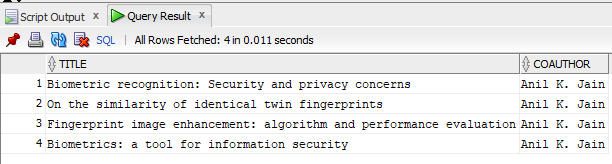 Script Output x Query Result x
SQL | All Rows Fetched: 4 in 0.011 seconds
TITLE COAUTHOR
1 Biometric recognition: Security and privacy concerns Anil K. Jain
2 On the similarity of identical twin fingerprints Anil K. Jain
3 Fingerprint image enhancement: algorithm and performance evaluation Anil K. Jain
4 Biometrics: a tool for information security Anil K. Jain